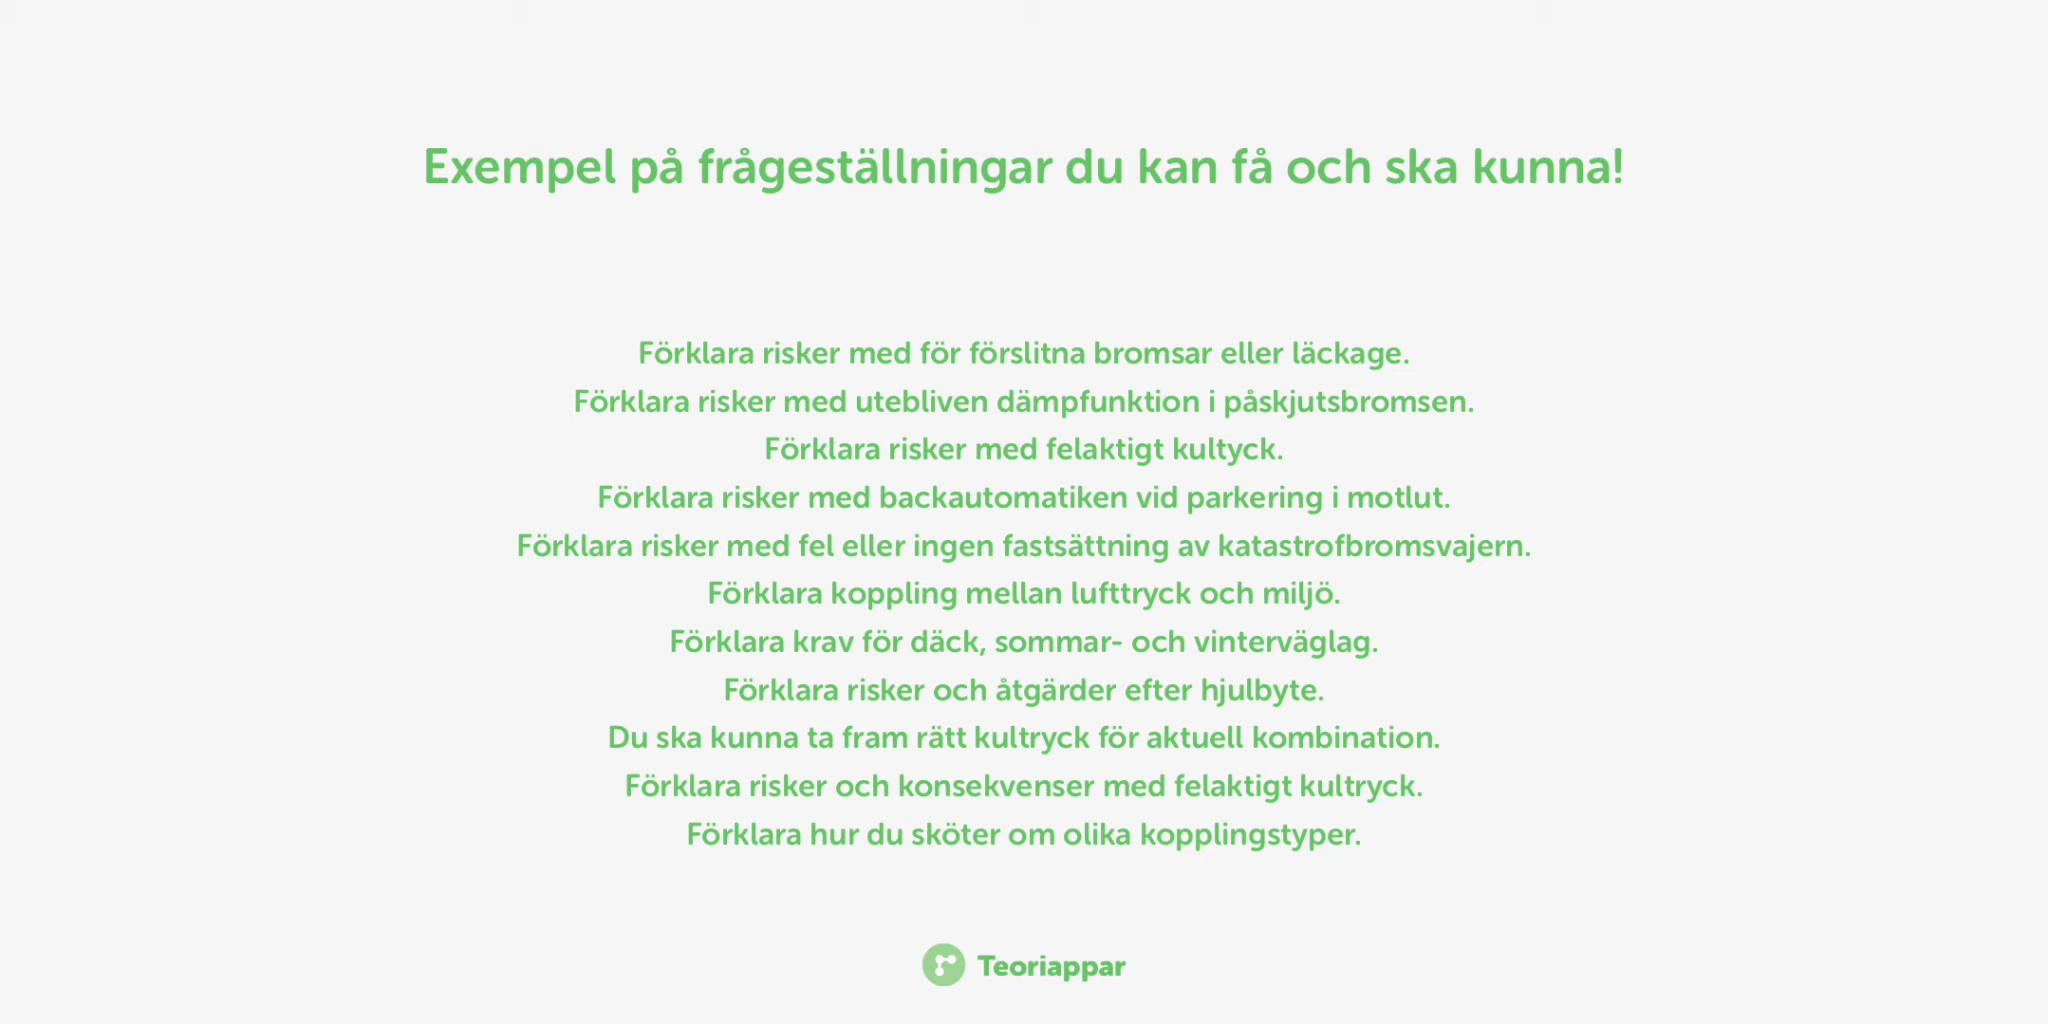 Exempel på frågeställningar du kan få och ska kunna!
Förklara risker med för förslitna bromsar eller läckage.
Förklara risker med utebliven dämpfunktion i påskjutsbromsen.
Förklara risker med felaktigt kultyck.
Förklara risker med backautomatiken vid parkering i motlut.
Förklara risker med fel eller ingen fastsättning av katastrofbromsvajern.
Förklara koppling mellan lufttryck och miljö.
Förklara krav för däck, sommar- och vinterväglag.
Förklara risker och åtgärder efter hjulbyte.
Du ska kunna ta fram rätt kultryck för aktuell kombination.
Förklara risker och konsekvenser med felaktigt kultryck.
Förklara hur du sköter om olika kopplingstyper.
Teoriappar